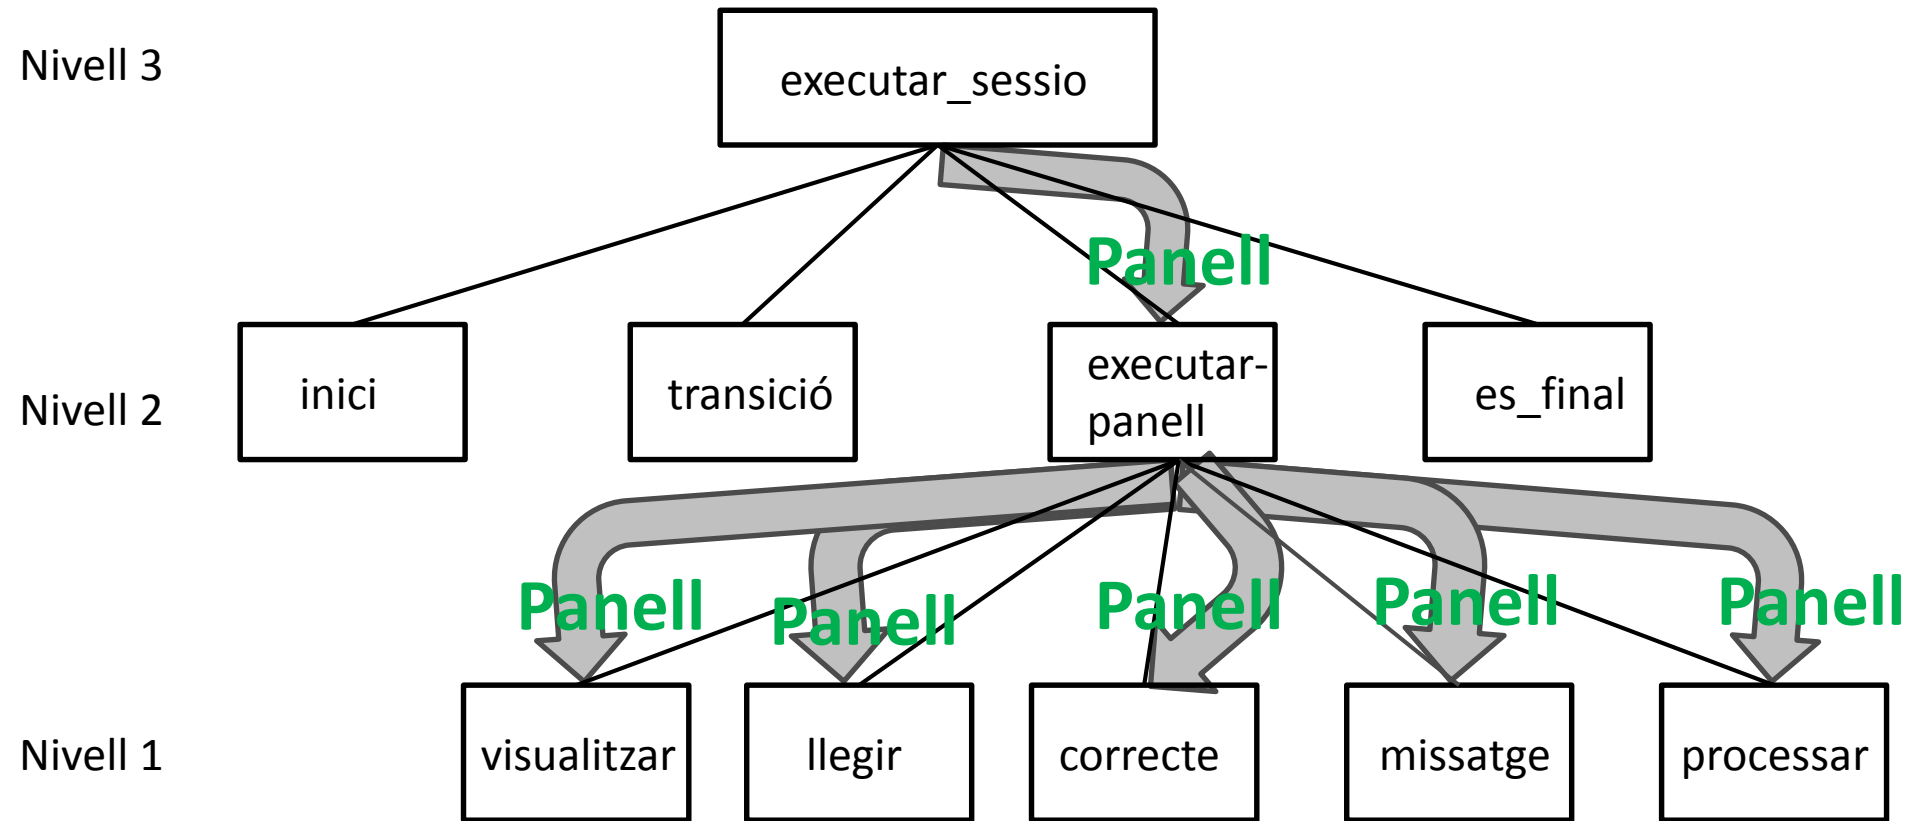 Nivell 3
executar_sessio
Panell
Nivell 2
inici
transició
executar-
panell
es_final
Panell
Panell
Panell
Panell
Panell
Nivell 1
visualitzar
llegir
correcte
missatge
processar